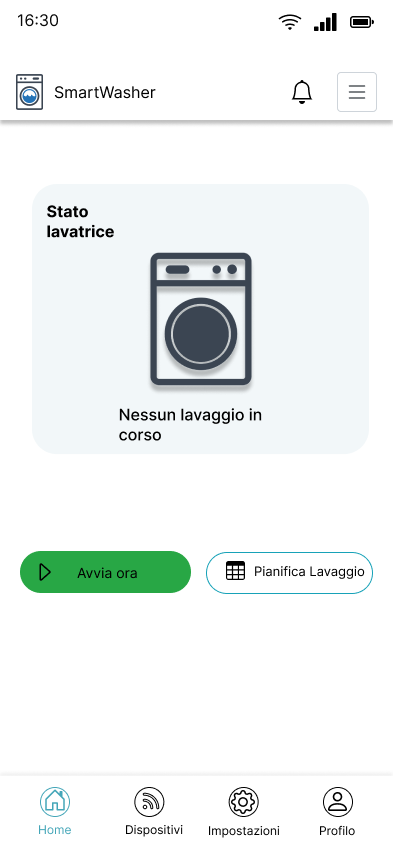 16:30
SmartWasher
Stato
lavatrice
Nessun lavaggio in
corso
Avvia ora
Pianifica Lavaggio
Home
Dispositivi
Impostazioni
Profilo